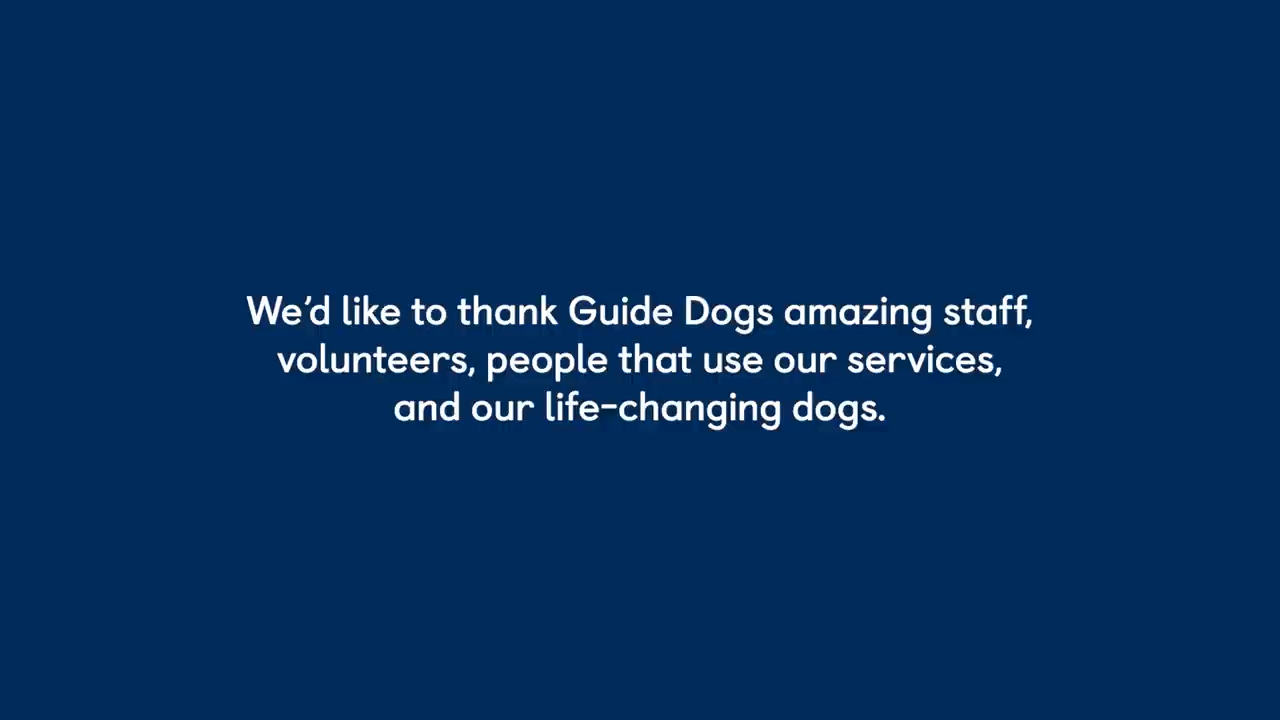 We’d like to thank Guide Dogs amazing staff,
volunteers, people that use our services,
and our life-changing dogs.